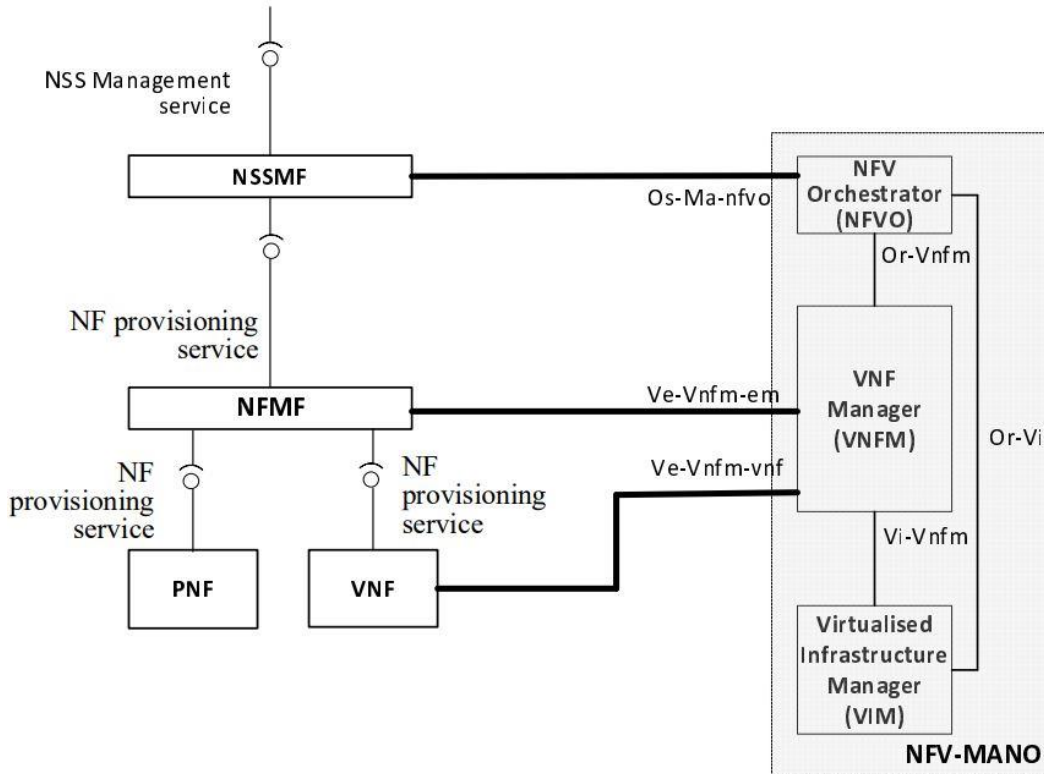 NSS Management
service
NSSMF
NFV
Orchestrator
(NFVO)
Os-Ma-nfvo
Or-Vnfm
NF provisioning
service
NFMF
Ve-Vnfm-em
VNF
Manager
(VNFM)
Or-Vi
NF
provisioning
service
NF
provisioning
service
Ve-Vnfm-vnf
Vi-Vnfm
PNF
VNF
Virtualised
Infrastructure
Manager
(VIM)
NFV-MANO